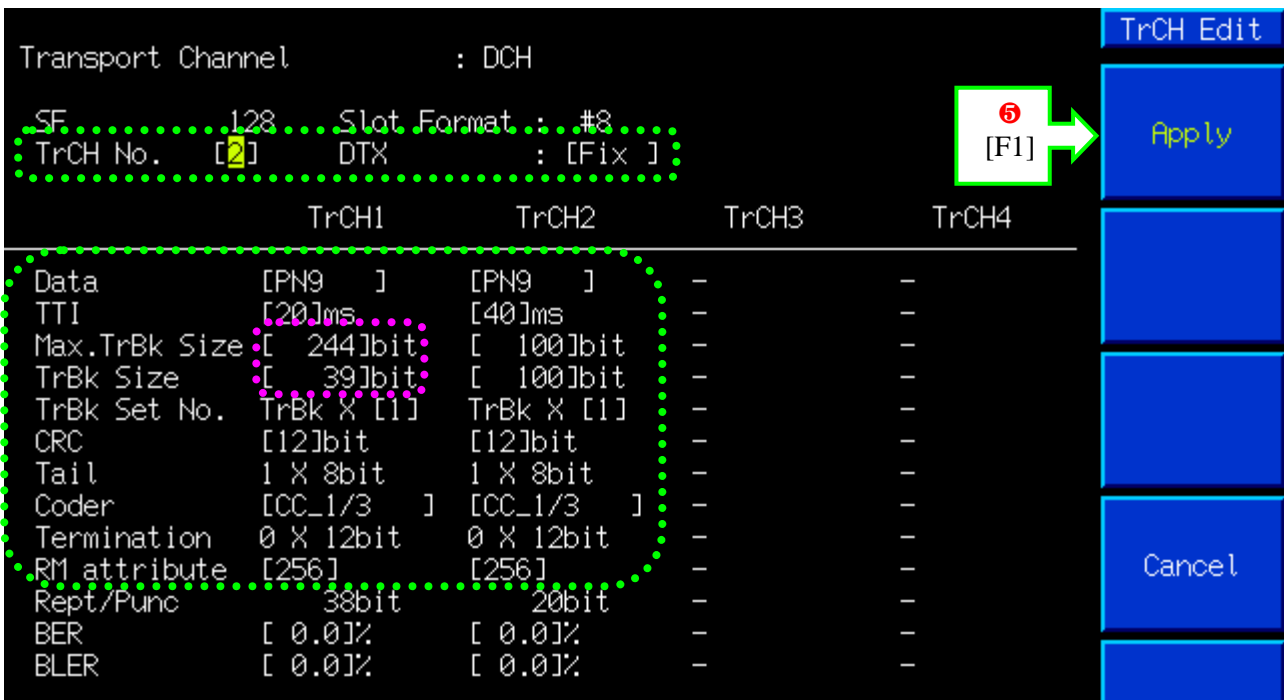 TrCH Edit
Transport Channel : DCH
SF 128 Slot Format : #8
TrCH No. [2] DTX : [Fix ]
❺
[F1]
Apply
TrCH1 TrCH2 TrCH3 TrCH4
Data [PN9 ] [PN9 ] - -
TTI [20]ms [40]ms - -
Max.TrBk Size [ 244]bit [ 100]bit - -
TrBk Size [ 39]bit [ 100]bit - -
TrBk Set No. TrBk X [1] TrBk X [1] - -
CRC [12]bit [12]bit - -
Tail 1 X 8bit 1 X 8bit - -
Coder [CC_1/3 ] [CC_1/3 ] - -
Termination 0 X 12bit 0 X 12bit - -
RM attribute [256] [256] - -
Rept/Punc 38bit 20bit - -
BER [ 0.0]% [ 0.0]% - -
BLER [ 0.0]% [ 0.0]% - -
Cancel